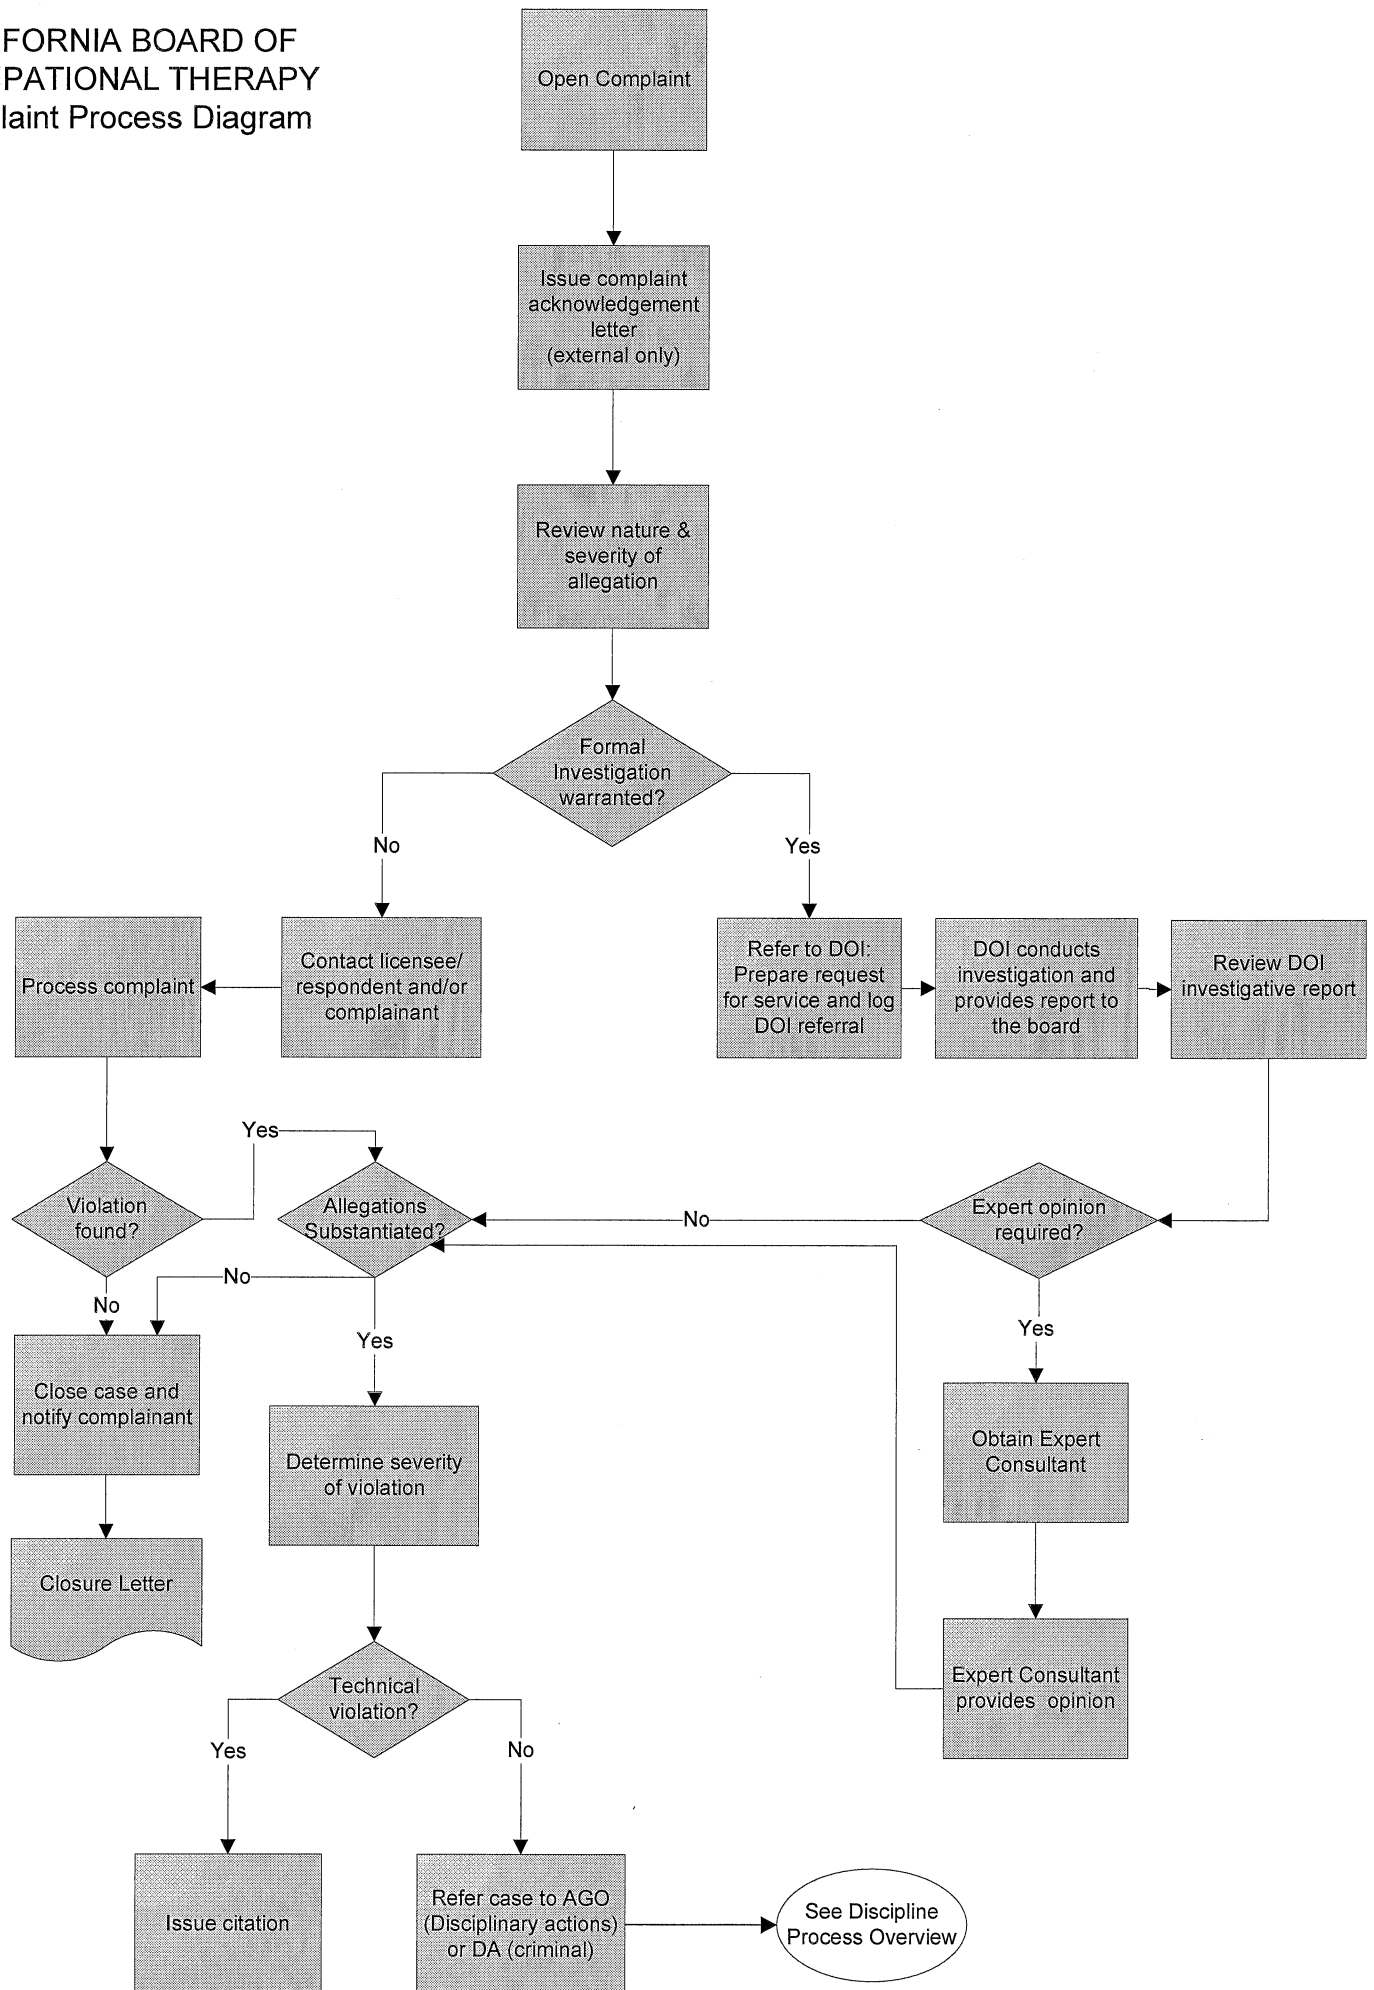 FORNIA BOARD OF
PATIONAL THERAPY
laint Process Diagram
Open Complaint
Issue complaint
acknowledgement
letter
(external only)
Review nature &
severity of
allegation
Formal
Investigation
warranted?
No
Yes
Process complaint
Contact licensee/
respondent and/or
complainant
Refer to DOI:
Prepare request
for service and log
DOI referral
DOI conducts
investigation and
provides report to
the board
Review DOI
investigative report
Yes
Violation
found?
Allegations
Substantiated?
No
Expert opinion
required?
No
No
Yes
Yes
Close case and
notify complainant
Determine severity
of violation
Obtain Expert
Consultant
Closure Letter
Technical
violation?
Expert Consultant
provides opinion
Yes
No
Issue citation
Refer case to AGO
(Disciplinary actions)
or DA (criminal)
See Discipline
Process Overview